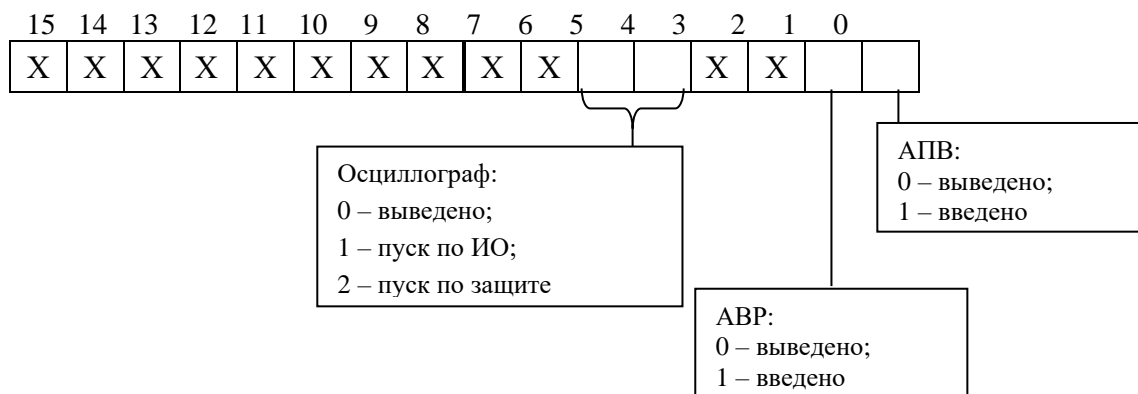 15 14 13 12 11 10 9 8 7 6 5 4 3 2 1 0
X X X X X X X X X X X X
Осциллограф:
0 – выведено;
1 – пуск по ИО;
2 – пуск по защите
АПВ:
0 – выведено;
1 – введено
АВР:
0 – выведено;
1 – введено